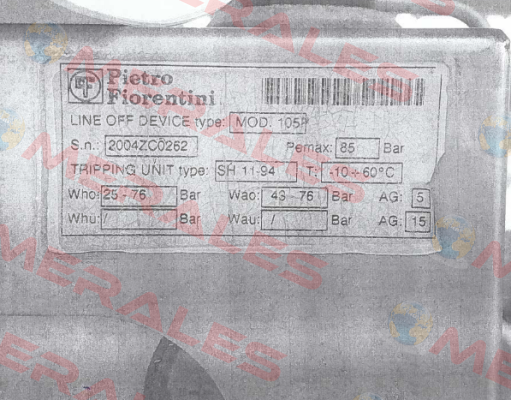 Pietro
Fiorentini
LINE OFF DEVICE type: MOD. 105P
S.n.: 2004ZC0262 Pemax: 85 Bar
TRIPPING UNIT type: SH 11-94 T: -10÷60°C
Who: 25 - 76 Bar Wao: 43 - 76 Bar AG: 5
Whu: / Bar Wau: / Bar AG: 15
MERALES